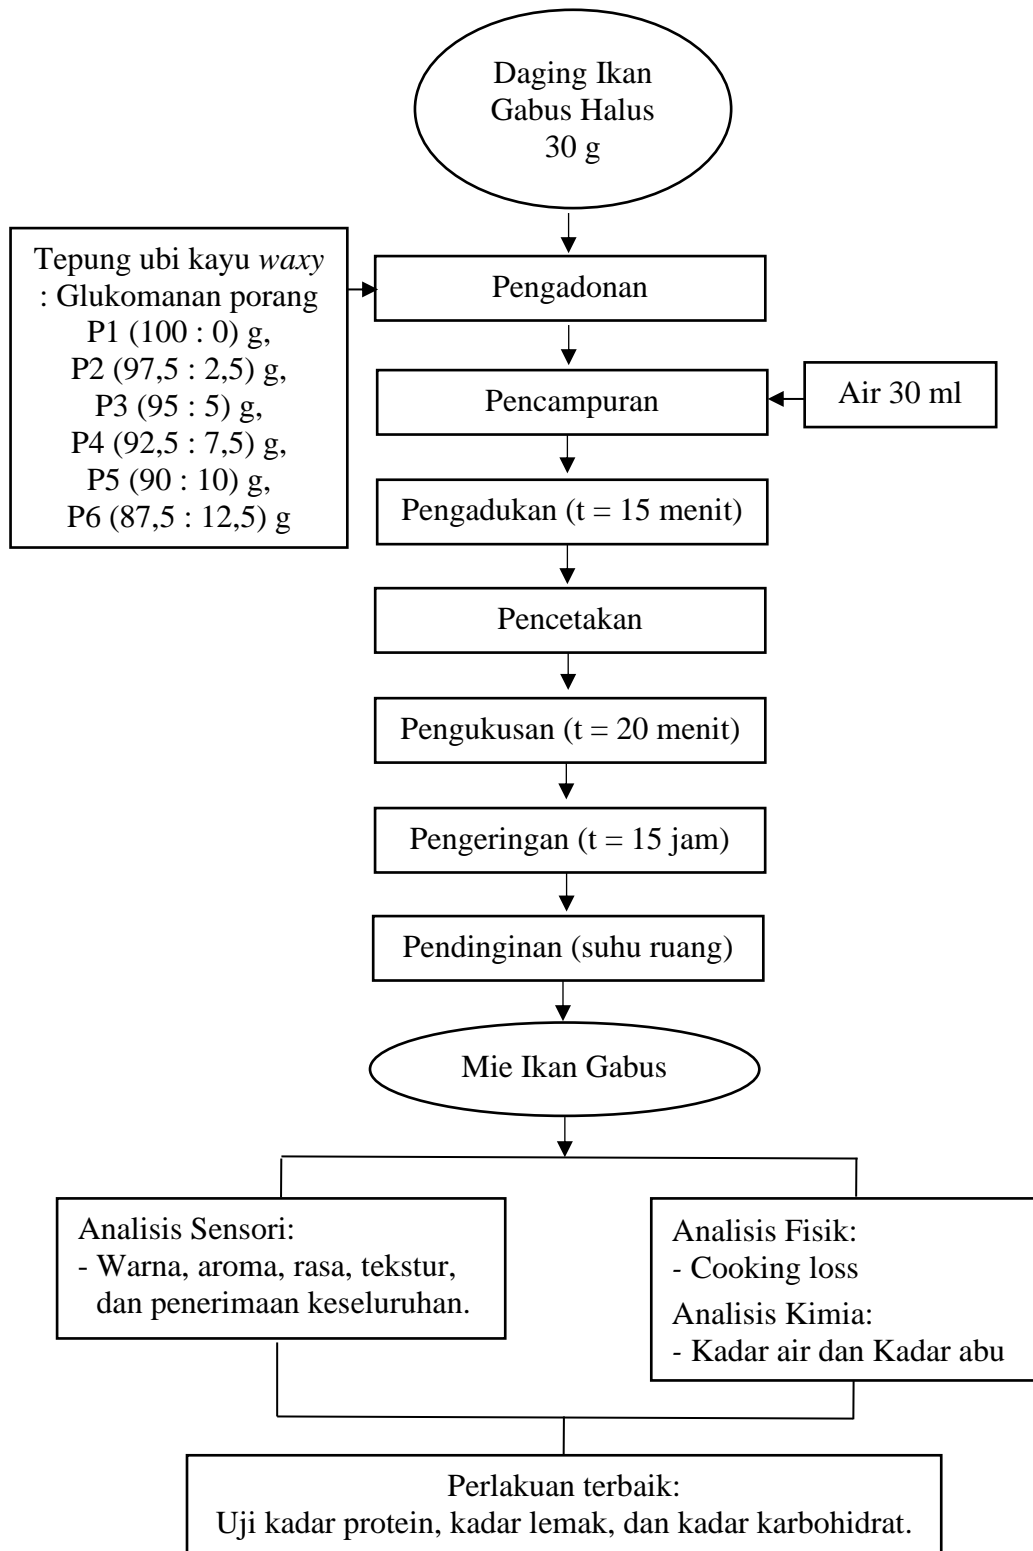 Daging Ikan
Gabus Halus
30 g
Tepung ubi kayu waxy
: Glukomanan porang
P1 (100 : 0) g,
P2 (97,5 : 2,5) g,
P3 (95 : 5) g,
P4 (92,5 : 7,5) g,
P5 (90 : 10) g,
P6 (87,5 : 12,5) g
Pengadonan
Pencampuran
Air 30 ml
Pengadukan (t = 15 menit)
Pencetakan
Pengukusan (t = 20 menit)
Pengeringan (t = 15 jam)
Pendinginan (suhu ruang)
Mie Ikan Gabus
Analisis Sensori:
- Warna, aroma, rasa, tekstur,
dan penerimaan keseluruhan.
Analisis Fisik:
- Cooking loss
Analisis Kimia:
- Kadar air dan Kadar abu
Perlakuan terbaik:
Uji kadar protein, kadar lemak, dan kadar karbohidrat.